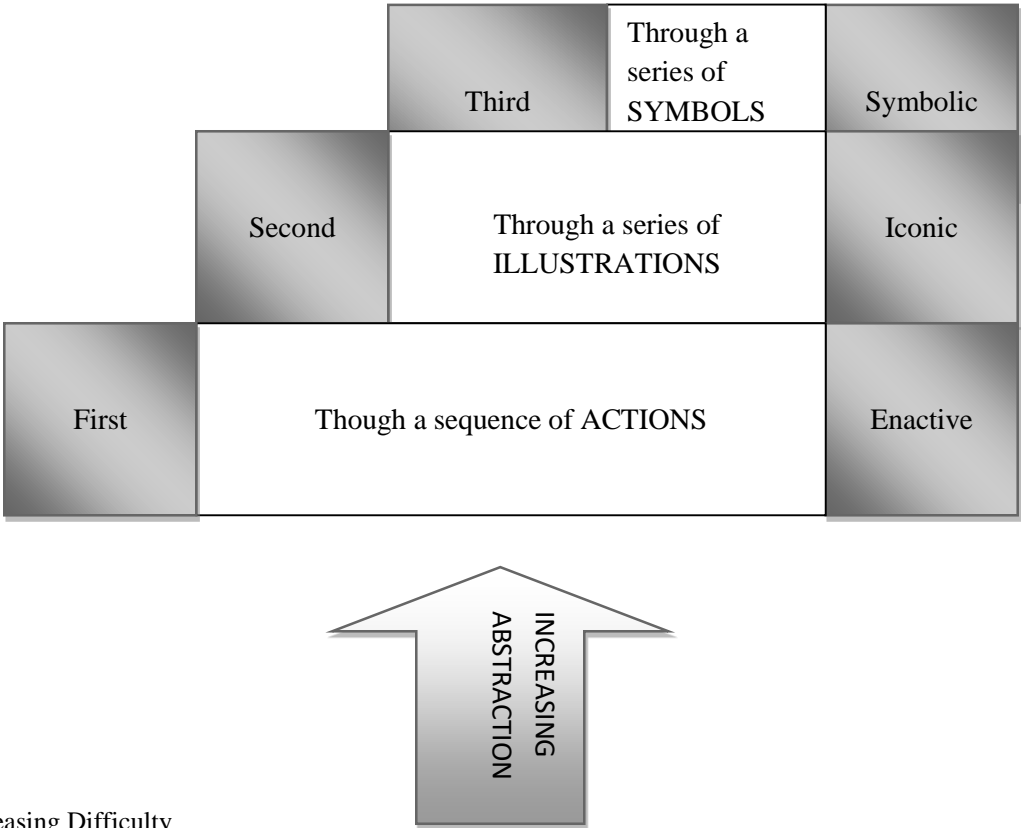 Third
Through a
series of
SYMBOLS
Symbolic
Second
Through a series of
ILLUSTRATIONS
Iconic
First
Though a sequence of ACTIONS
Enactive
INCREASING
ABSTRACTION
easing Difficulty